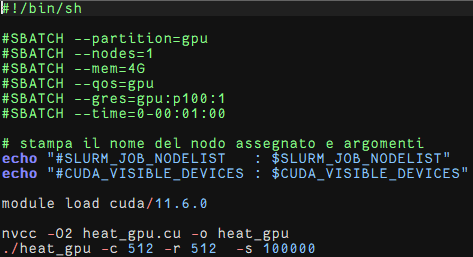 #!/bin/sh
#SBATCH --partition=gpu
#SBATCH --nodes=1
#SBATCH --mem=4G
#SBATCH --qos=gpu
#SBATCH --gres=gpu:p100:1
#SBATCH --time=0-00:01:00
# stampa il nome del nodo assegnato e argomenti
echo "#SLURM_JOB_NODELIST   : $SLURM_JOB_NODELIST"
echo "#CUDA_VISIBLE_DEVICES : $CUDA_VISIBLE_DEVICES"
module load cuda/11.6.0
nvcc -O2 heat_gpu.cu -o heat_gpu
./heat_gpu -c 512 -r 512  -s 100000